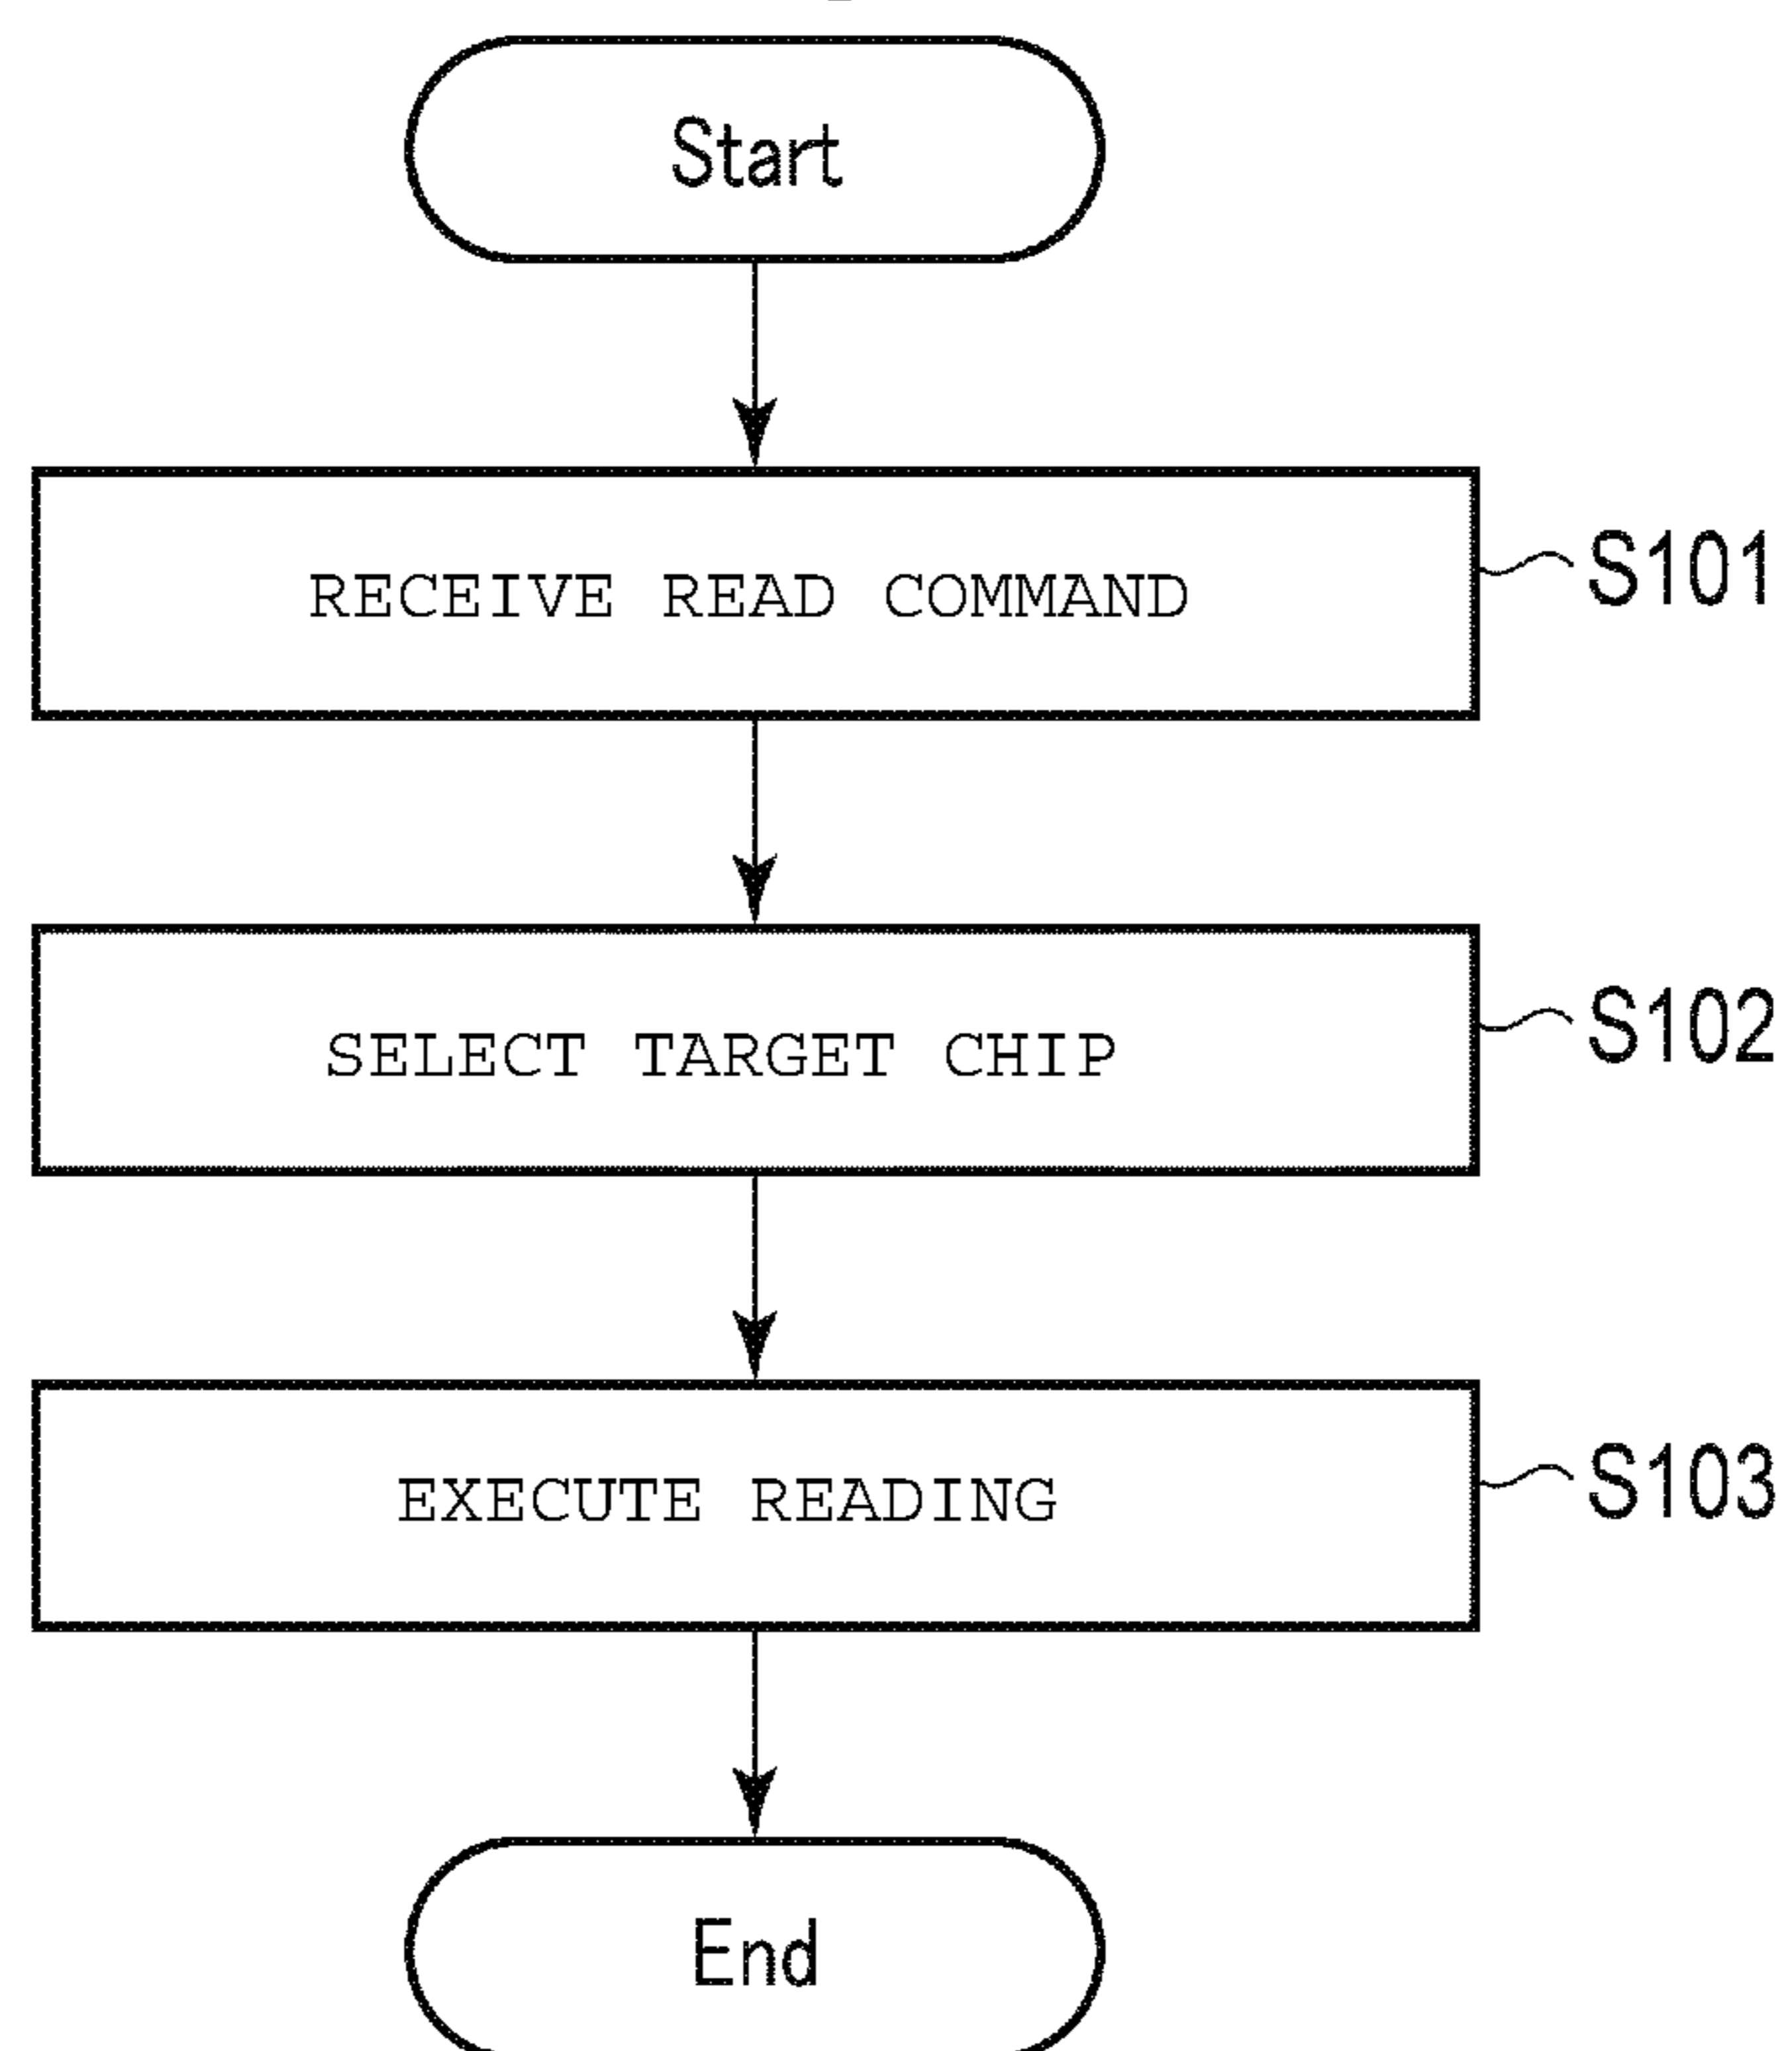 Start
RECEIVE READ COMMAND
S101
SELECT TARGET CHIP
S102
EXECUTE READING
S103
End